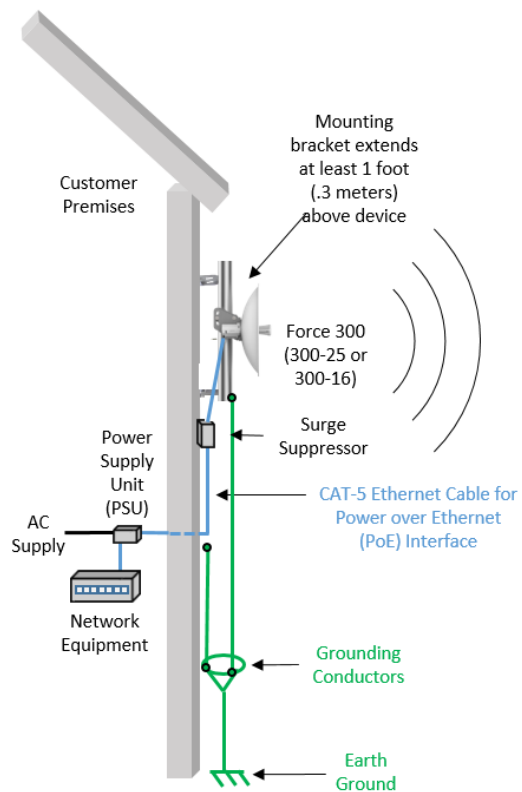 Mounting
bracket extends
at least 1 foot
(.3 meters)
above device
Customer
Premises
Force 300
(300-25 or
300-16)
Surge
Suppressor
Power
Supply
Unit
(PSU)
CAT-5 Ethernet Cable for
Power over Ethernet
(PoE) Interface
AC
Supply
Network
Equipment
Grounding
Conductors
Earth
Ground